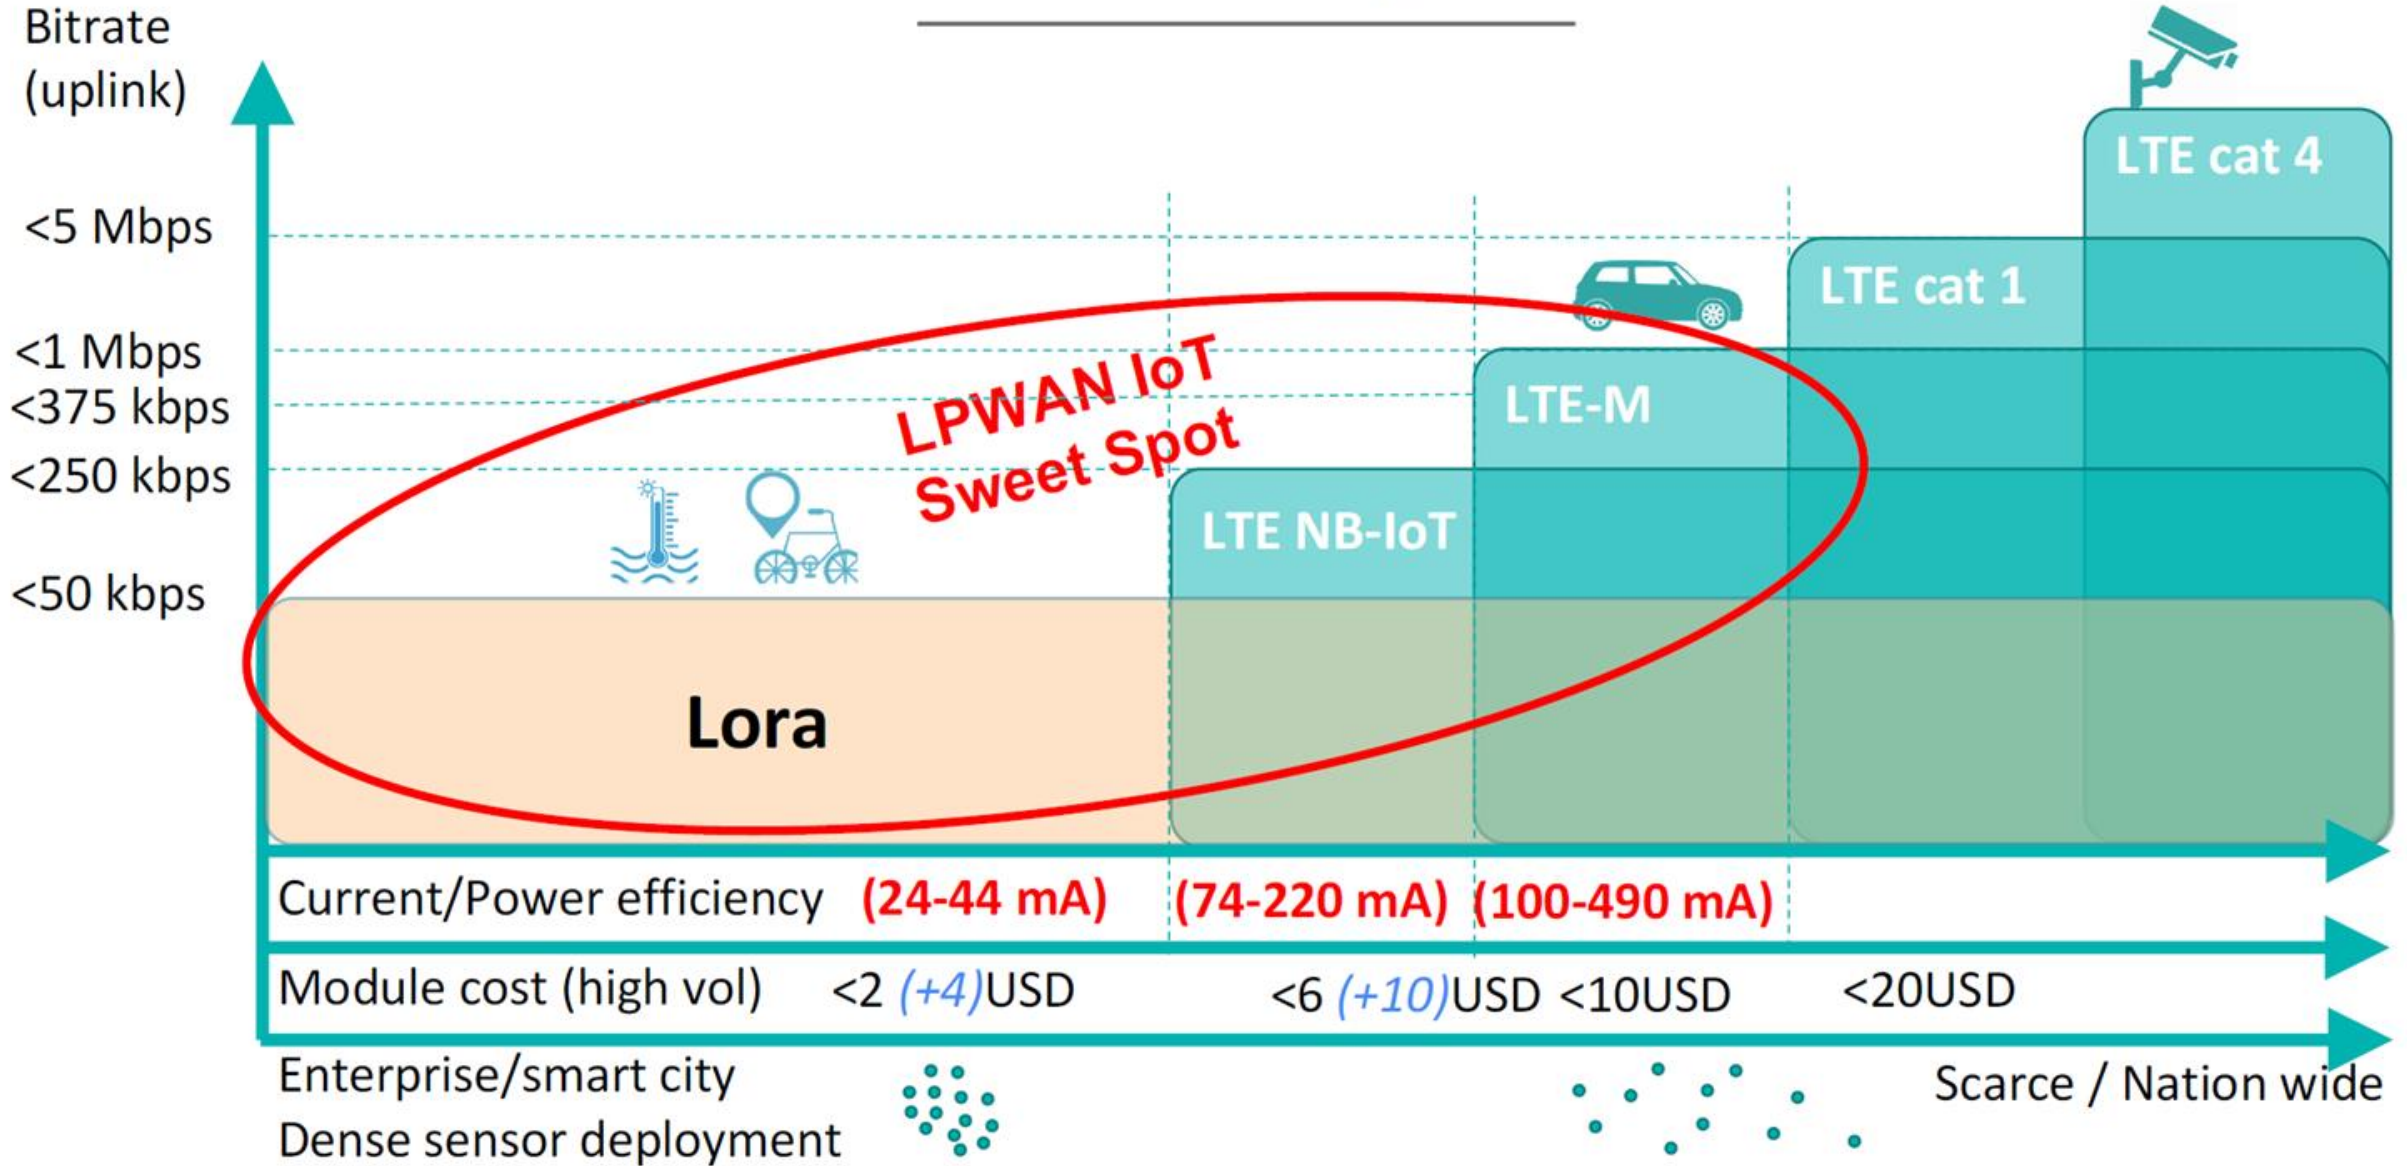 Bitrate
(uplink)
<5 Mbps
<1 Mbps
<375 kbps
<250 kbps
<50 kbps
LTE cat 4
LTE cat 1
LTE-M
LTE NB-IoT
LPWAN IoT
Sweet Spot
Lora
Current/Power efficiency (24-44 mA) (74-220 mA) (100-490 mA)
Module cost (high vol) <2 (+4)USD <6 (+10)USD <10USD <20USD
Enterprise/smart city
Dense sensor deployment
Scarce / Nation wide